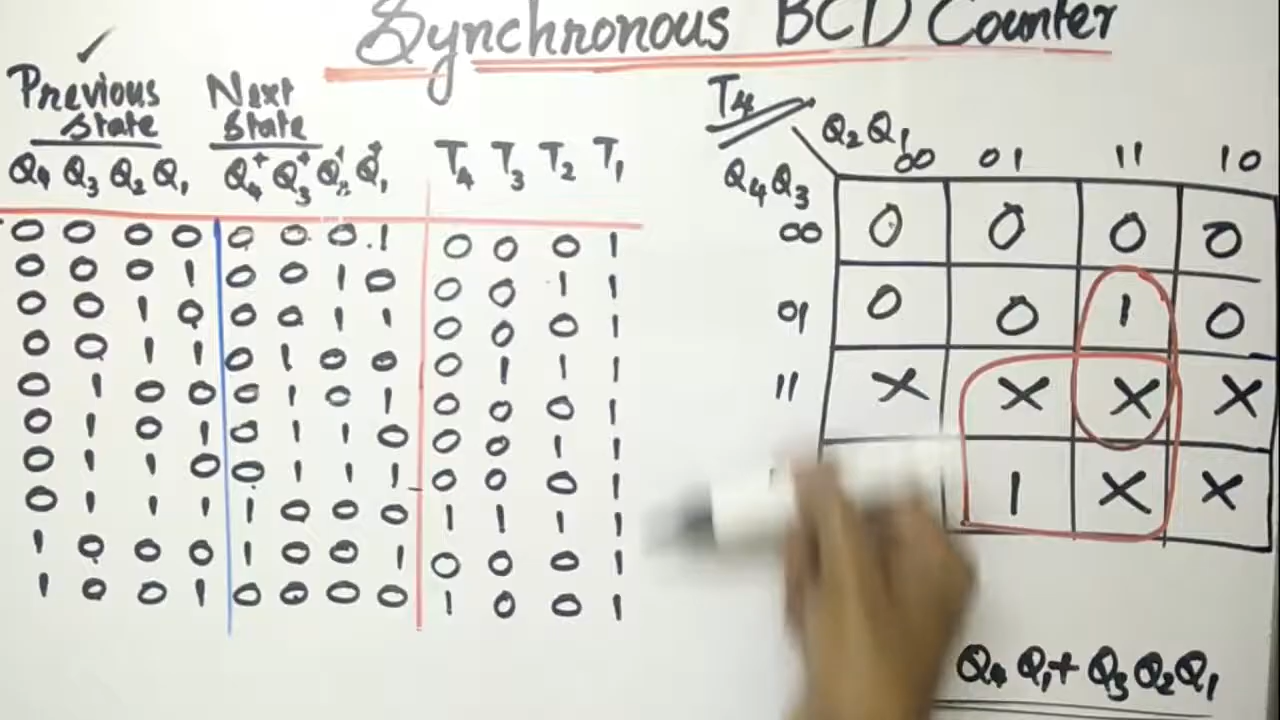 Synchronous BCD Counter
Previous state
Next state
Q4 Q3 Q2 Q1 Q4+ Q3+ Q2+ Q1+ T4 T3 T2 T1
0 0 0 0 0 0 0 1 0 0 0 1
0 0 0 1 0 0 1 0 0 0 1 1
0 0 1 0 0 0 1 1 0 0 0 1
0 0 1 1 0 1 0 0 0 1 1 1
0 1 0 0 0 1 0 1 0 0 0 1
0 1 0 1 0 1 1 0 0 0 1 1
0 1 1 0 0 1 1 1 0 0 0 1
0 1 1 1 1 0 0 0 1 1 1 1
1 0 0 0 1 0 0 1 0 0 0 1
1 0 0 1 0 0 0 0 1 0 0 1
T4
Q2Q1
Q4Q3
00 01 11 10
00 0 0 0 0
01 0 0 1 0
11 X X X X
1 X X
Q4 Q1 + Q3 Q2 Q1